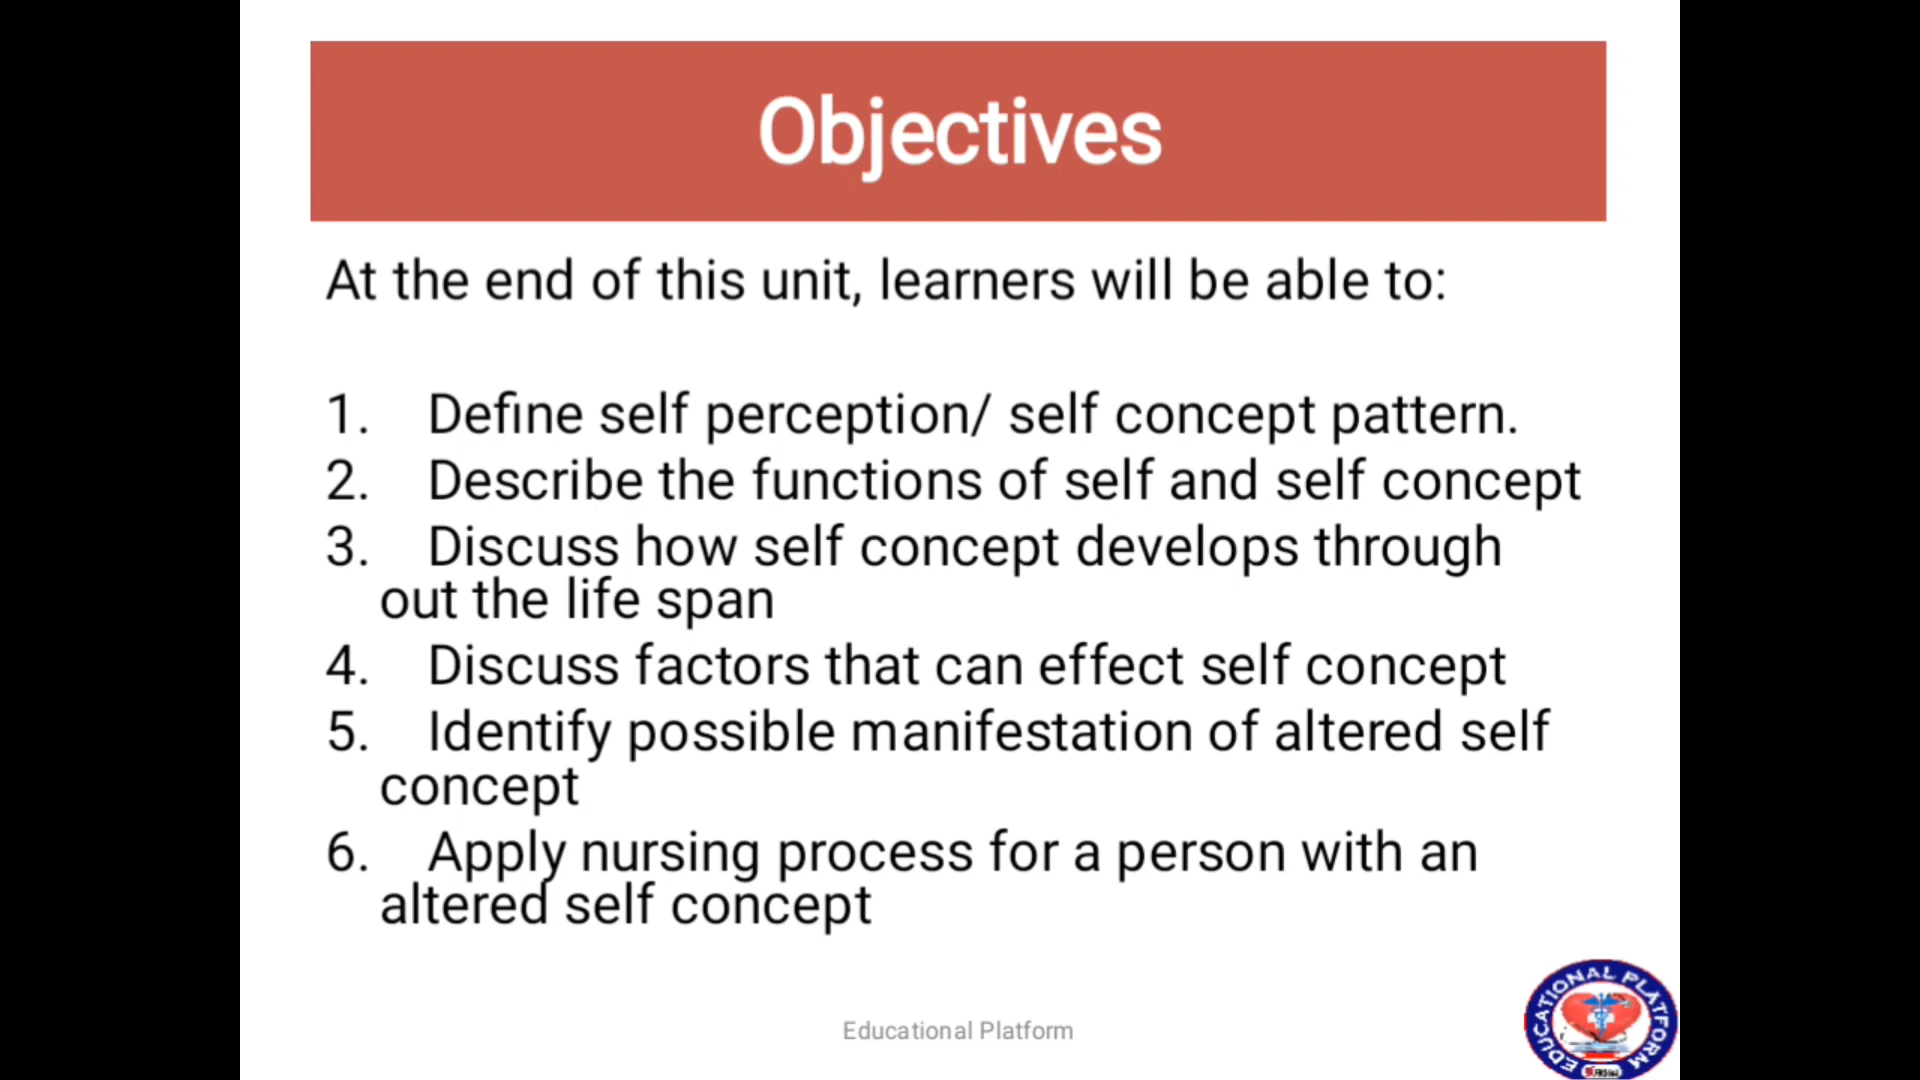 Objectives
At the end of this unit, learners will be able to:
1. Define self perception/ self concept pattern.
2. Describe the functions of self and self concept
3. Discuss how self concept develops through
out the life span
4. Discuss factors that can effect self concept
5. Identify possible manifestation of altered self
concept
6. Apply nursing process for a person with an
altered self concept
Educational Platform
EDUCATIONAL PLATFORM